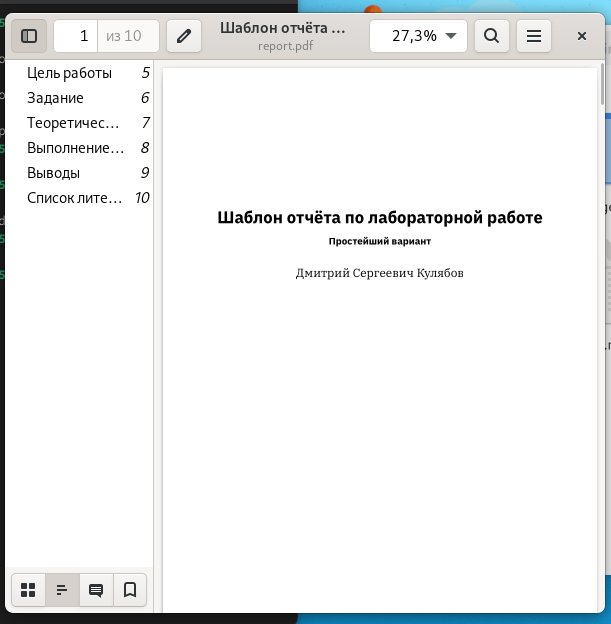 1 из 10
Шаблон отчёта ...
report.pdf
27,3%
Цель работы 5
Задание 6
Теоретичес... 7
Выполнение... 8
Выводы 9
Список лите... 10
Шаблон отчёта по лабораторной работе
Простейший вариант
Дмитрий Сергеевич Кулябов